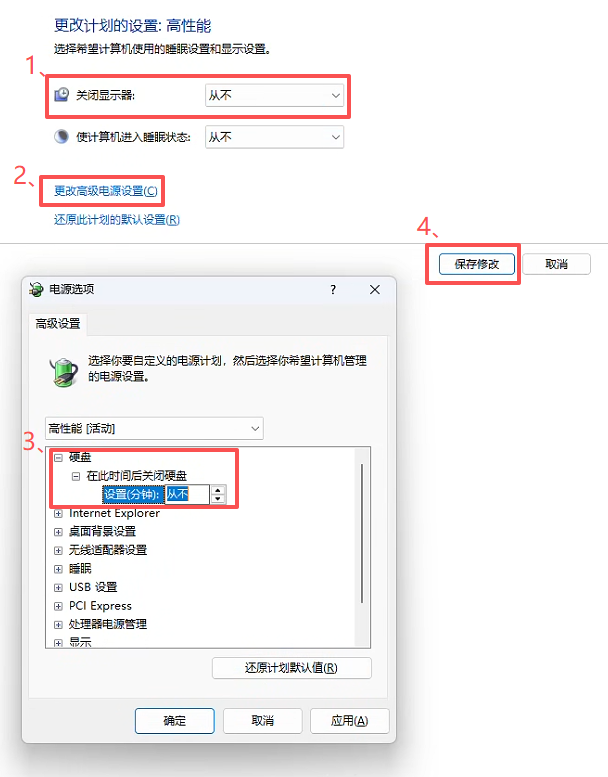 更改计划的设置: 高性能
选择希望计算机使用的睡眠设置和显示设置。
1、
关闭显示器: 从不
使计算机进入睡眠状态: 从不
2、
更改高级电源设置(C)
还原此计划的默认设置(R)
4、
保存修改 取消
电源选项 ?
高级设置
选择你要自定义的电源计划，然后选择你希望计算机管理
的电源设置。
高性能 [活动]
3、
硬盘
在此时间后关闭硬盘
设置(分钟): 从不
Internet Explorer
桌面背景设置
无线适配器设置
睡眠
USB 设置
PCI Express
处理器电源管理
显示
还原计划默认值(R)
确定 取消 应用(A)